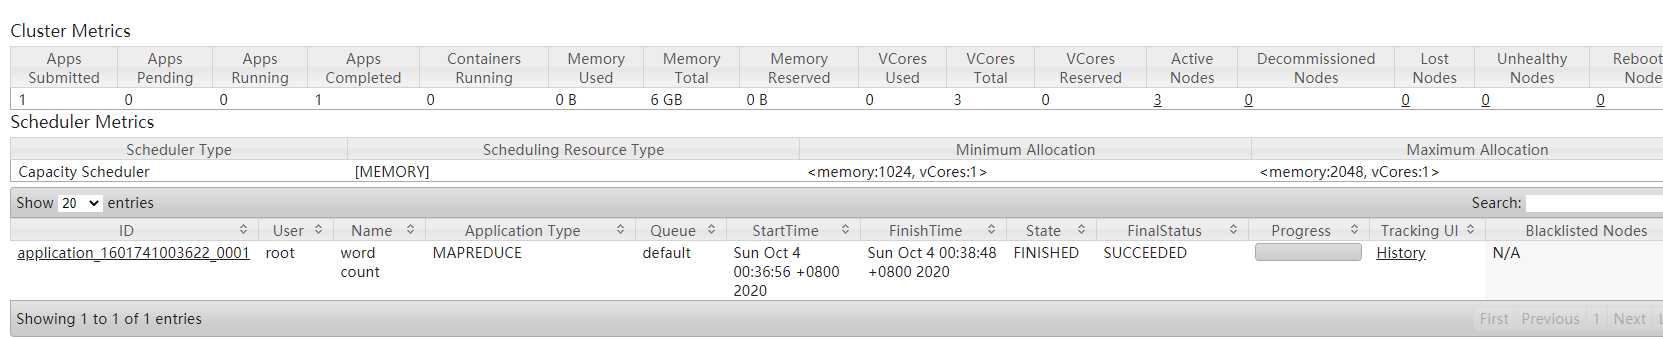 Cluster Metrics
Apps Submitted Apps Pending Apps Running Apps Completed Containers Running Memory Used Memory Total Memory Reserved VCores Used VCores Total VCores Reserved Active Nodes Decommissioned Nodes Lost Nodes Unhealthy Nodes Reboot Node
1 0 0 1 0 0 B 6 GB 0 B 0 3 0 3 0 0 0 0
Scheduler Metrics
Scheduler Type Scheduling Resource Type Minimum Allocation Maximum Allocation
Capacity Scheduler [MEMORY] <memory:1024, vCores:1> <memory:2048, vCores:1>
Show 20 entries Search:
ID User Name Application Type Queue StartTime FinishTime State FinalStatus Progress Tracking UI Blacklisted Nodes
application_1601741003622_0001 root word count MAPREDUCE default Sun Oct 4 00:36:56 +0800 2020 Sun Oct 4 00:38:48 +0800 2020 FINISHED SUCCEEDED History N/A
Showing 1 to 1 of 1 entries First Previous 1 Next L